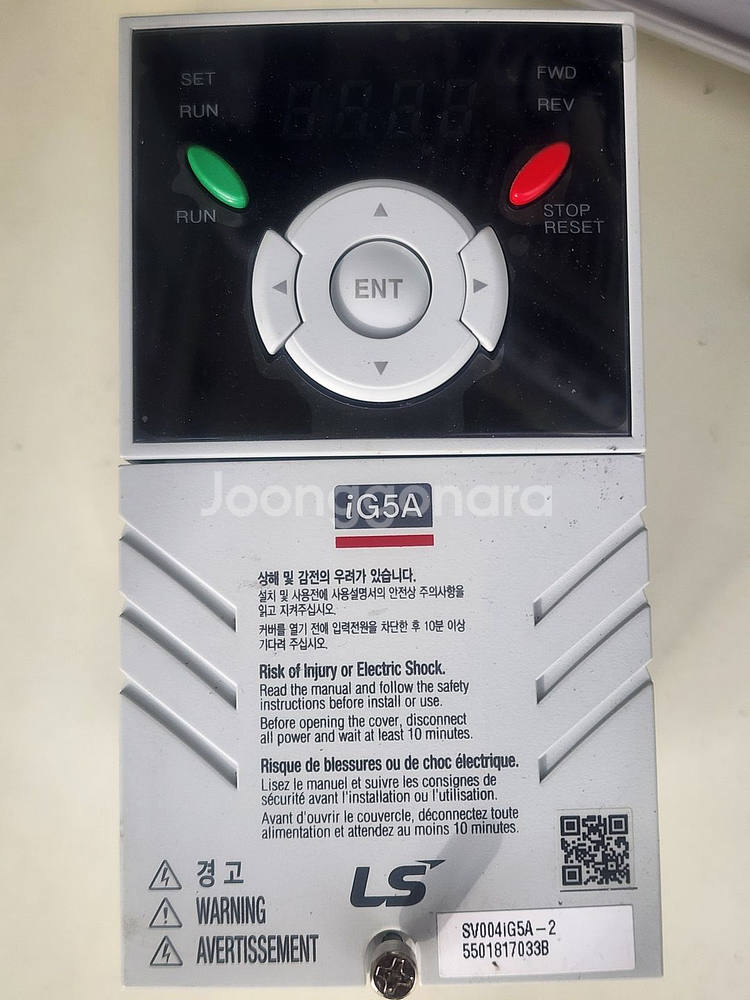 SET
FWD
RUN
REV
RUN
STOP
RESET
ENT
Joonggonara
iG5A
상해 및 감전의 우려가 있습니다.
설치 및 사용전에 사용설명서의 안전상 주의사항을
읽고 지켜주십시오.
커버를 열기 전에 입력전원을 차단한 후 10분 이상
기다려 주십시오.
Risk of Injury or Electric Shock.
Read the manual and follow the safety
instructions before install or use.
Before opening the cover, disconnect
all power and wait at least 10 minutes.
Risque de blessures ou de choc électrique.
Lisez le manuel et suivre les consignes de
sécurité avant l'installation ou l'utilisation.
Avant d'ouvrir le couvercle, déconnectez toute
alimentation et attendez au moins 10 minutes.
경고
WARNING
AVERTISSEMENT
LS
SV004iG5A-2
5501817033B